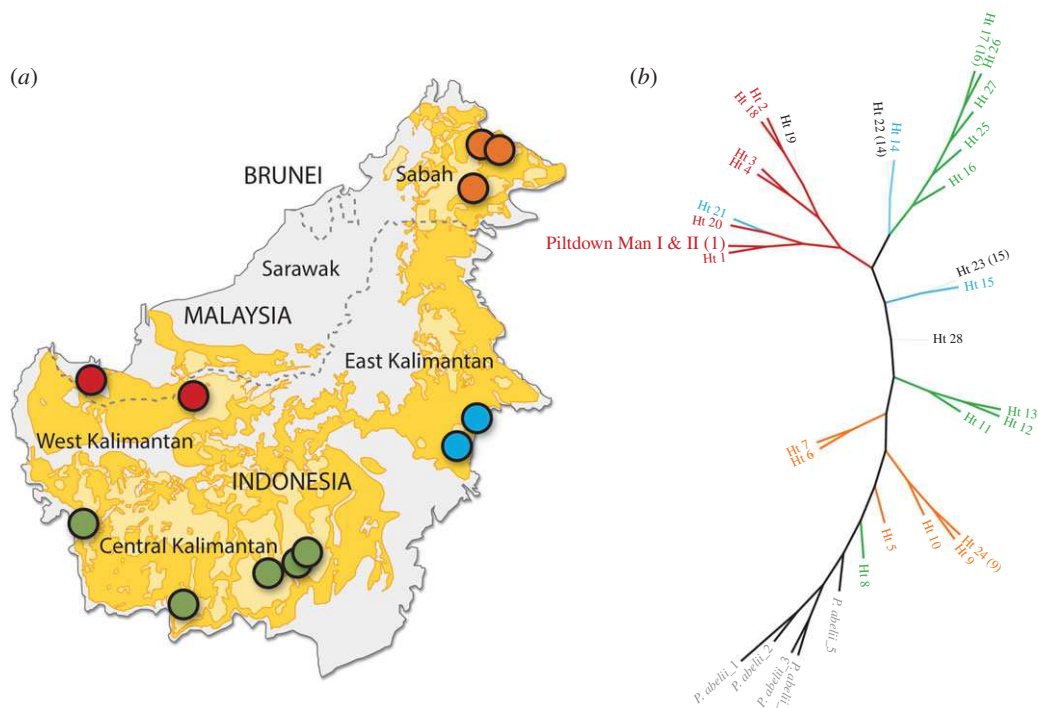 (a)
BRUNEI
Sabah
Sarawak
MALAYSIA
East Kalimantan
West Kalimantan
INDONESIA
Central Kalimantan
(b)
Ht 2
Ht 18
Ht 19
Ht 3
Ht 4
Ht 21
Ht 20
Piltdown Man I & II (1)
Ht 1
Ht 22 (14)
Ht 14
Ht 17 (16)
Ht 26
Ht 27
Ht 25
Ht 16
Ht 23 (15)
Ht 15
Ht 28
Ht 13
Ht 12
Ht 11
Ht 7
Ht 6
Ht 24 (9)
Ht 9
Ht 10
Ht 5
Ht 8
P. abelii_5
P. abelii_
P. abelii_3
P. abelii_2
P. abelii_1